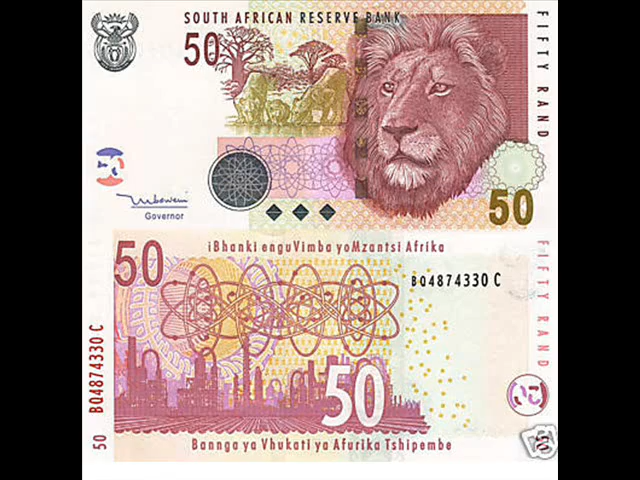 SOUTH AFRICAN RESERVE BANK
50
FIFTY RAND
Governor
50
iBhanki enguVimba yoMzantsi Afrika
50
BQ4874330 C
FIFTY RAND
BQ4874330 C
50
50
Bannga ya Vhukati ya Afurika Tshipembe
50